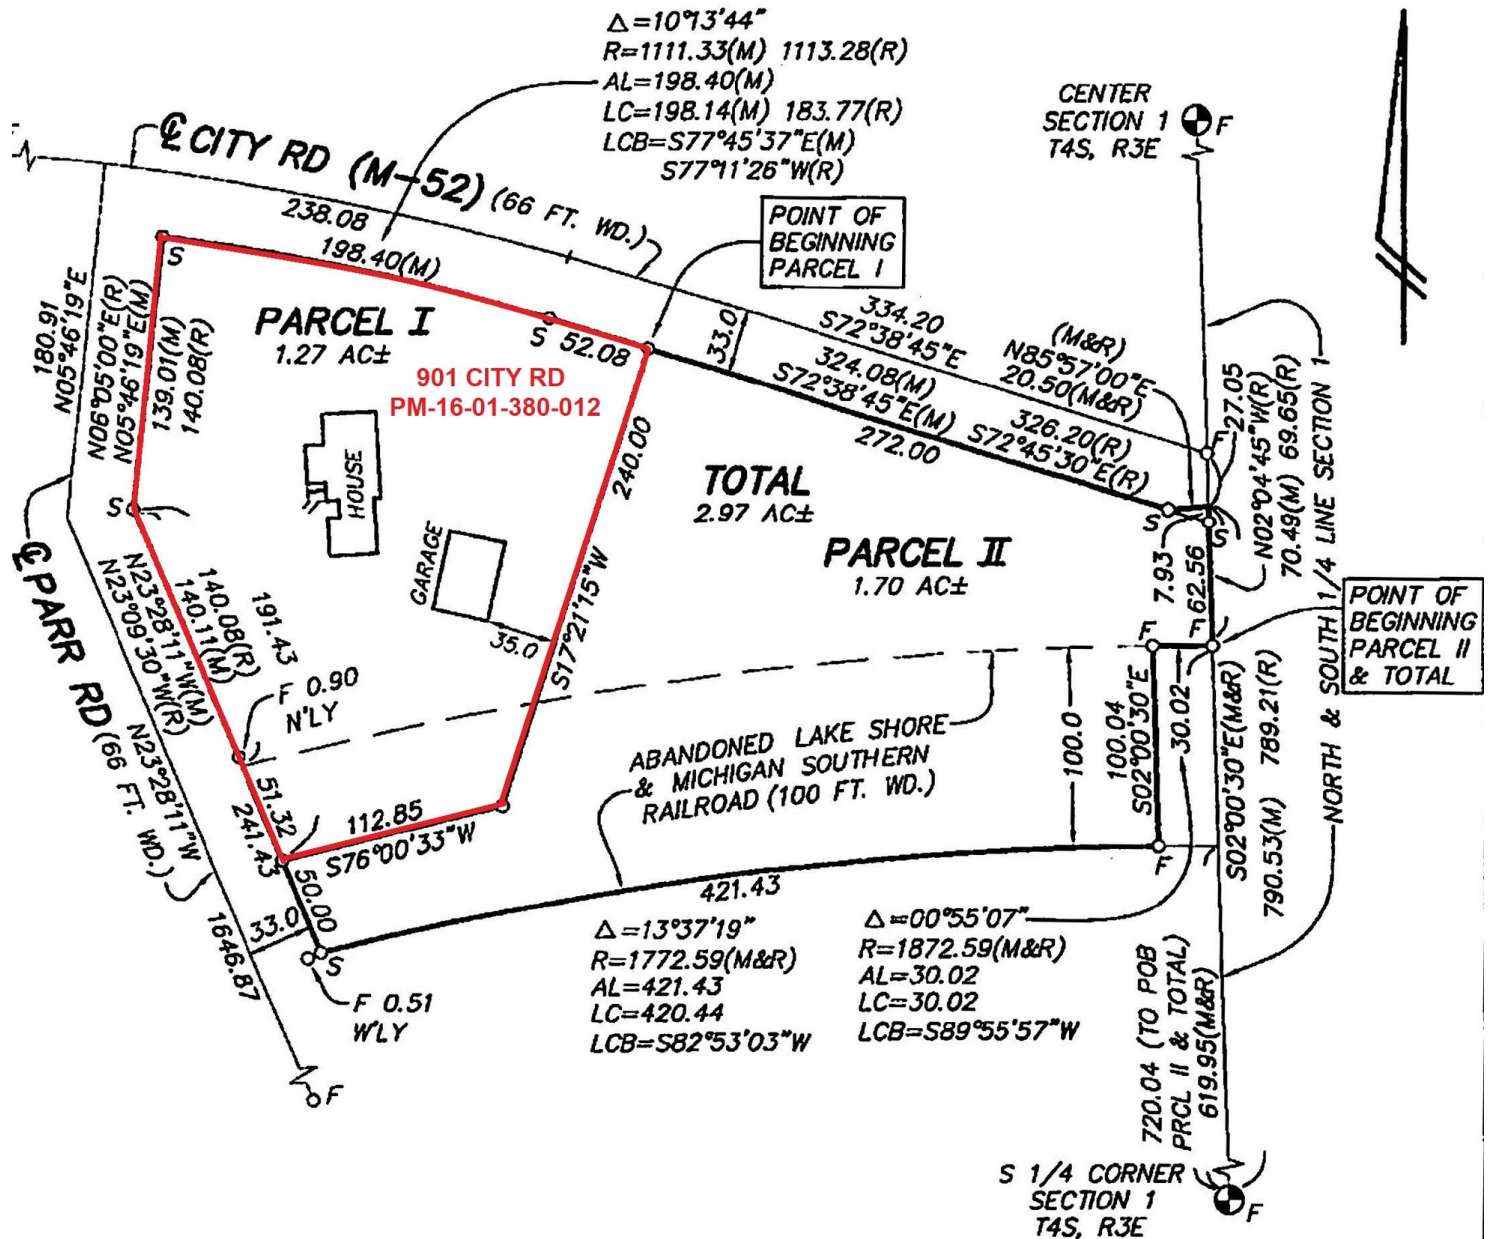 Δ=10°13'44"
R=1111.33(M) 1113.28(R)
AL=198.40(M)
LC=198.14(M) 183.77(R)
LCB=S77°45'37"E(M)
S77°11'26"W(R)
CENTER
SECTION 1
T4S, R3E
F
℄ CITY RD (M-52) (66 FT. WD.)
238.08
198.40(M)
S
POINT OF
BEGINNING
PARCEL I
PARCEL I
1.27 AC±
S 52.08
901 CITY RD
PM-16-01-380-012
180.91
N05°46'19"E
N06°05'00"E(R)
N05°46'19"E(M)
139.01(M)
140.08(R)
33.0
334.20
S72°38'45"E
324.08(M)
S72°38'45"E(M)
272.00
(M&R)
N85°57'00"E
20.50(M&R)
326.20(R)
S72°45'30"E(R)
F
27.05
N02°04'45"W(R)
70.49(M) 69.65(R)
S
S
7.93
62.56
NORTH & SOUTH 1/4 LINE SECTION 1
HOUSE
GARAGE
35.0
240.00
S17°21'15"W
TOTAL
2.97 AC±
PARCEL II
1.70 AC±
S
℄ PARR RD (66 FT. WD.)
191.43
140.08(R)
140.11(M)
N23°28'11"W(M)
N23°09'30"W(R)
N23°28'11"W
F 0.90
N'LY
51.32
241.43
112.85
S76°00'33"W
50.00
33.0
1646.87
S
F 0.51
W'LY
F
ABANDONED LAKE SHORE
& MICHIGAN SOUTHERN
RAILROAD (100 FT. WD.)
F
F
POINT OF
BEGINNING
PARCEL II
& TOTAL
100.0
100.04
S02°00'30"E
30.02
S02°00'30"E(M&R)
790.53(M) 789.21(R)
F
421.43
Δ=13°37'19"
R=1772.59(M&R)
AL=421.43
LC=420.44
LCB=S82°53'03"W
Δ=00°55'07"
R=1872.59(M&R)
AL=30.02
LC=30.02
LCB=S89°55'57"W
720.04 (TO POB
PRCL II & TOTAL)
619.95(M&R)
S 1/4 CORNER
SECTION 1
T4S, R3E
F